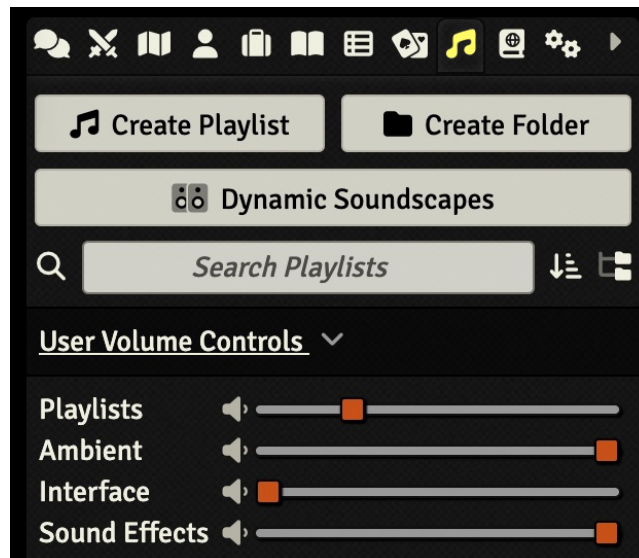 Create Playlist
Create Folder
Dynamic Soundscapes
Search Playlists
User Volume Controls
Playlists
Ambient
Interface
Sound Effects